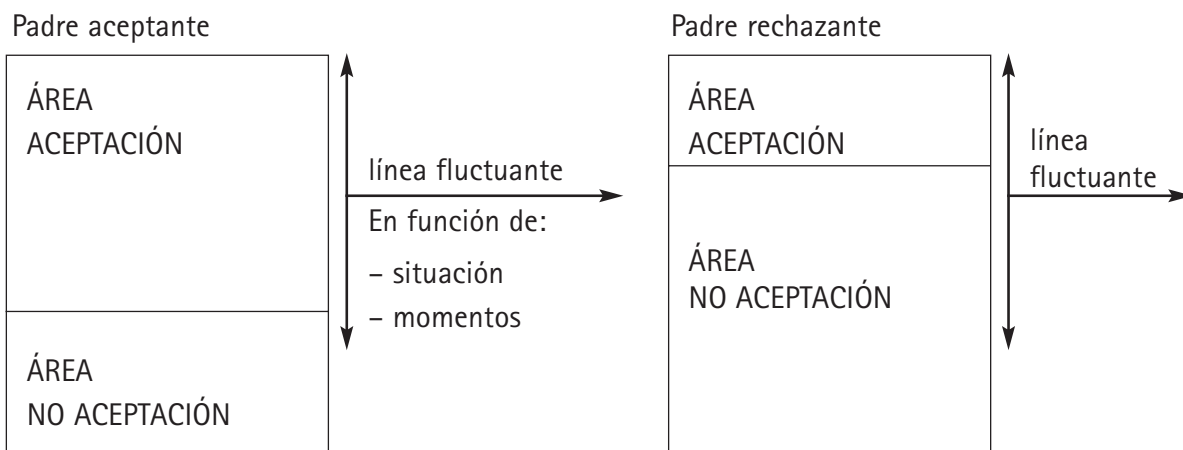 Padre aceptante
ÁREA
ACEPTACIÓN
línea fluctuante
En función de:
– situación
– momentos
ÁREA
NO ACEPTACIÓN
Padre rechazante
ÁREA
ACEPTACIÓN
línea
fluctuante
ÁREA
NO ACEPTACIÓN